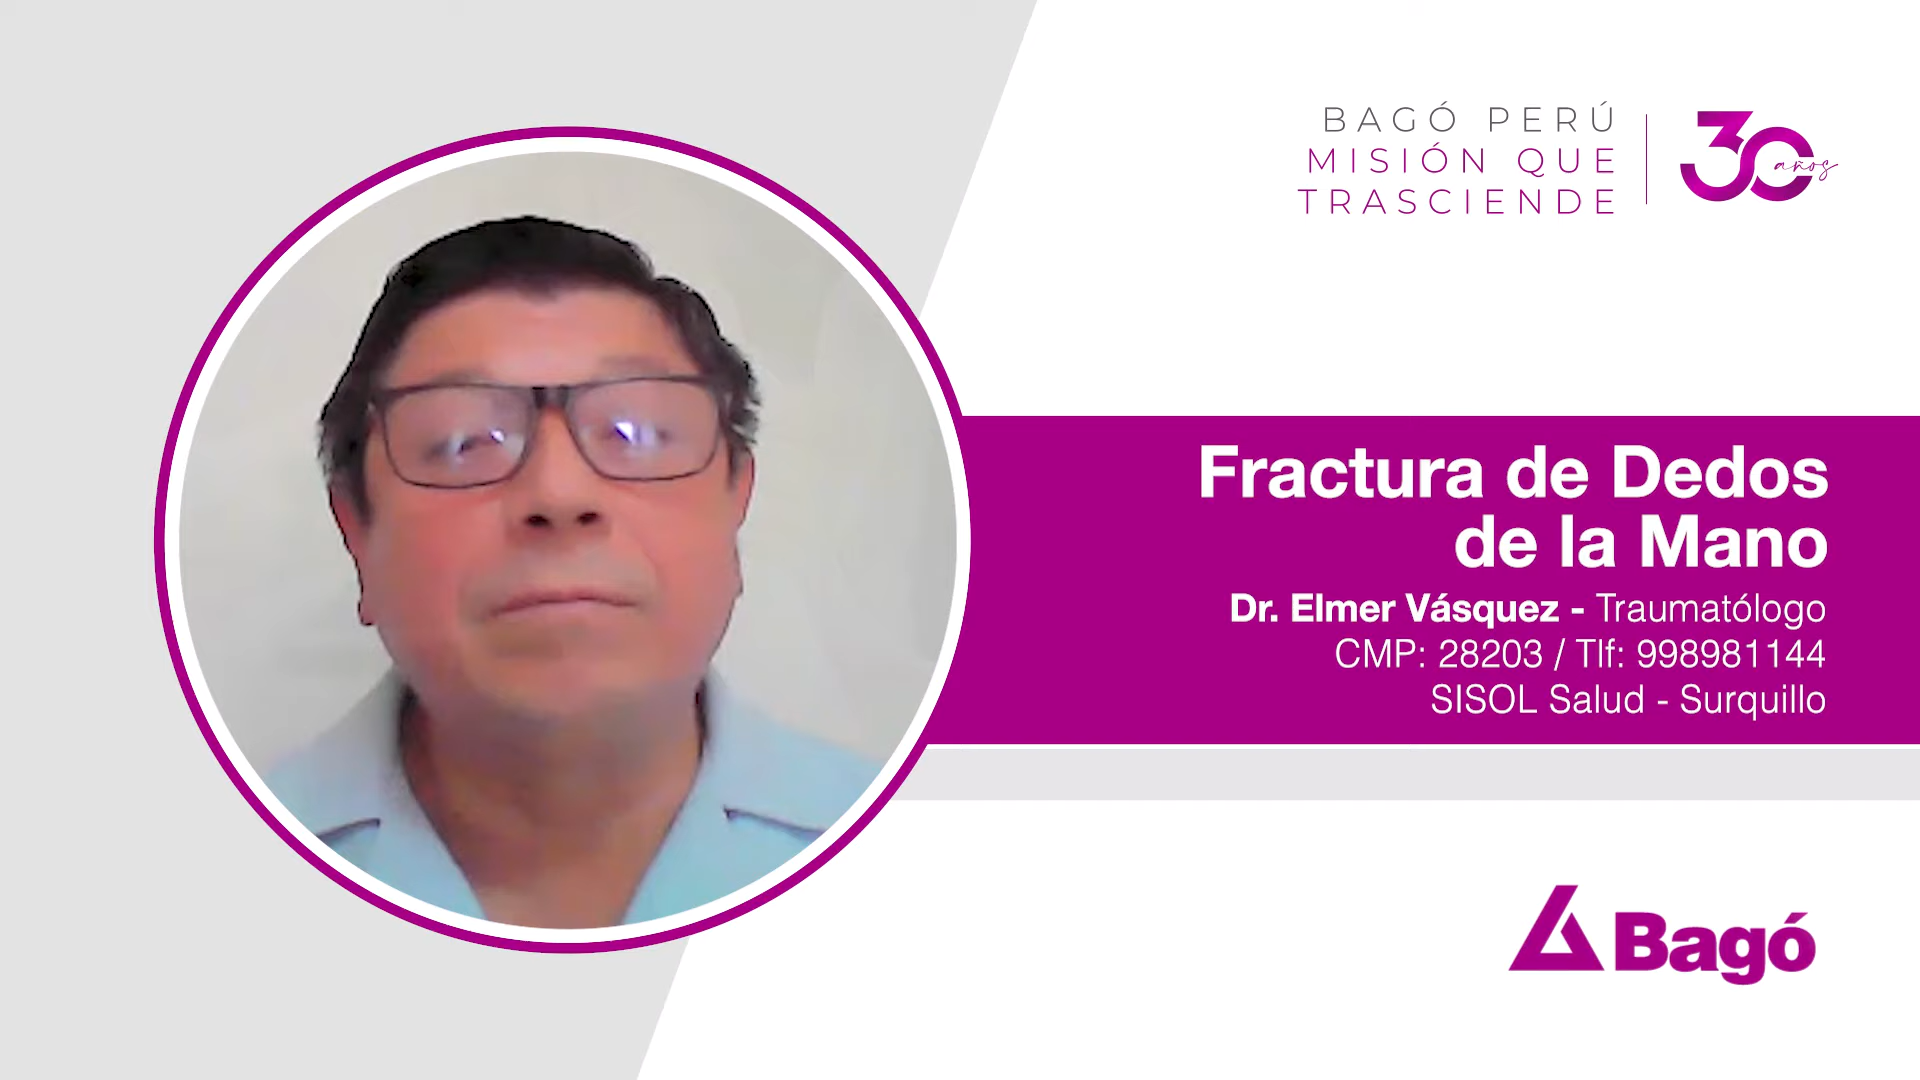 BAGÓ PERÚ
MISIÓN QUE
TRASCIENDE
30 años
Fractura de Dedos
de la Mano
Dr. Elmer Vásquez - Traumatólogo
CMP: 28203 / Tlf: 998981144
SISOL Salud - Surquillo
Bagó